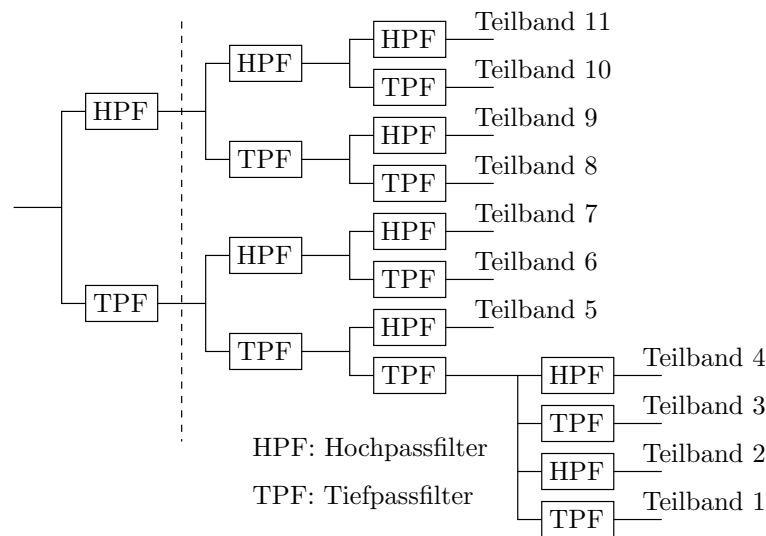 Teilband 11
HPF
HPF
Teilband 10
TPF
HPF
Teilband 9
HPF
TPF
Teilband 8
TPF
Teilband 7
HPF
HPF
Teilband 6
TPF
TPF
Teilband 5
HPF
TPF
TPF
Teilband 4
HPF
Teilband 3
TPF
HPF: Hochpassfilter
Teilband 2
HPF
TPF: Tiefpassfilter
Teilband 1
TPF